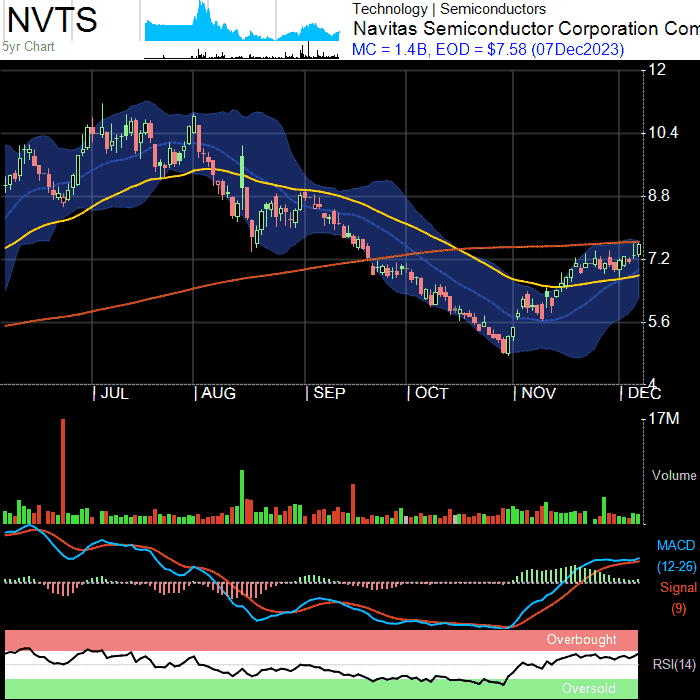 NVTS
5yr Chart
Technology | Semiconductors
Navitas Semiconductor Corporation Com
MC = 1.4B, EOD = $7.58 (07Dec2023)
12
10.4
8.8
7.2
5.6
4
| JUL | AUG | SEP | OCT | NOV | DEC
17M
Volume
MACD
(12-26)
Signal
(9)
Overbought
RSI(14)
Oversold